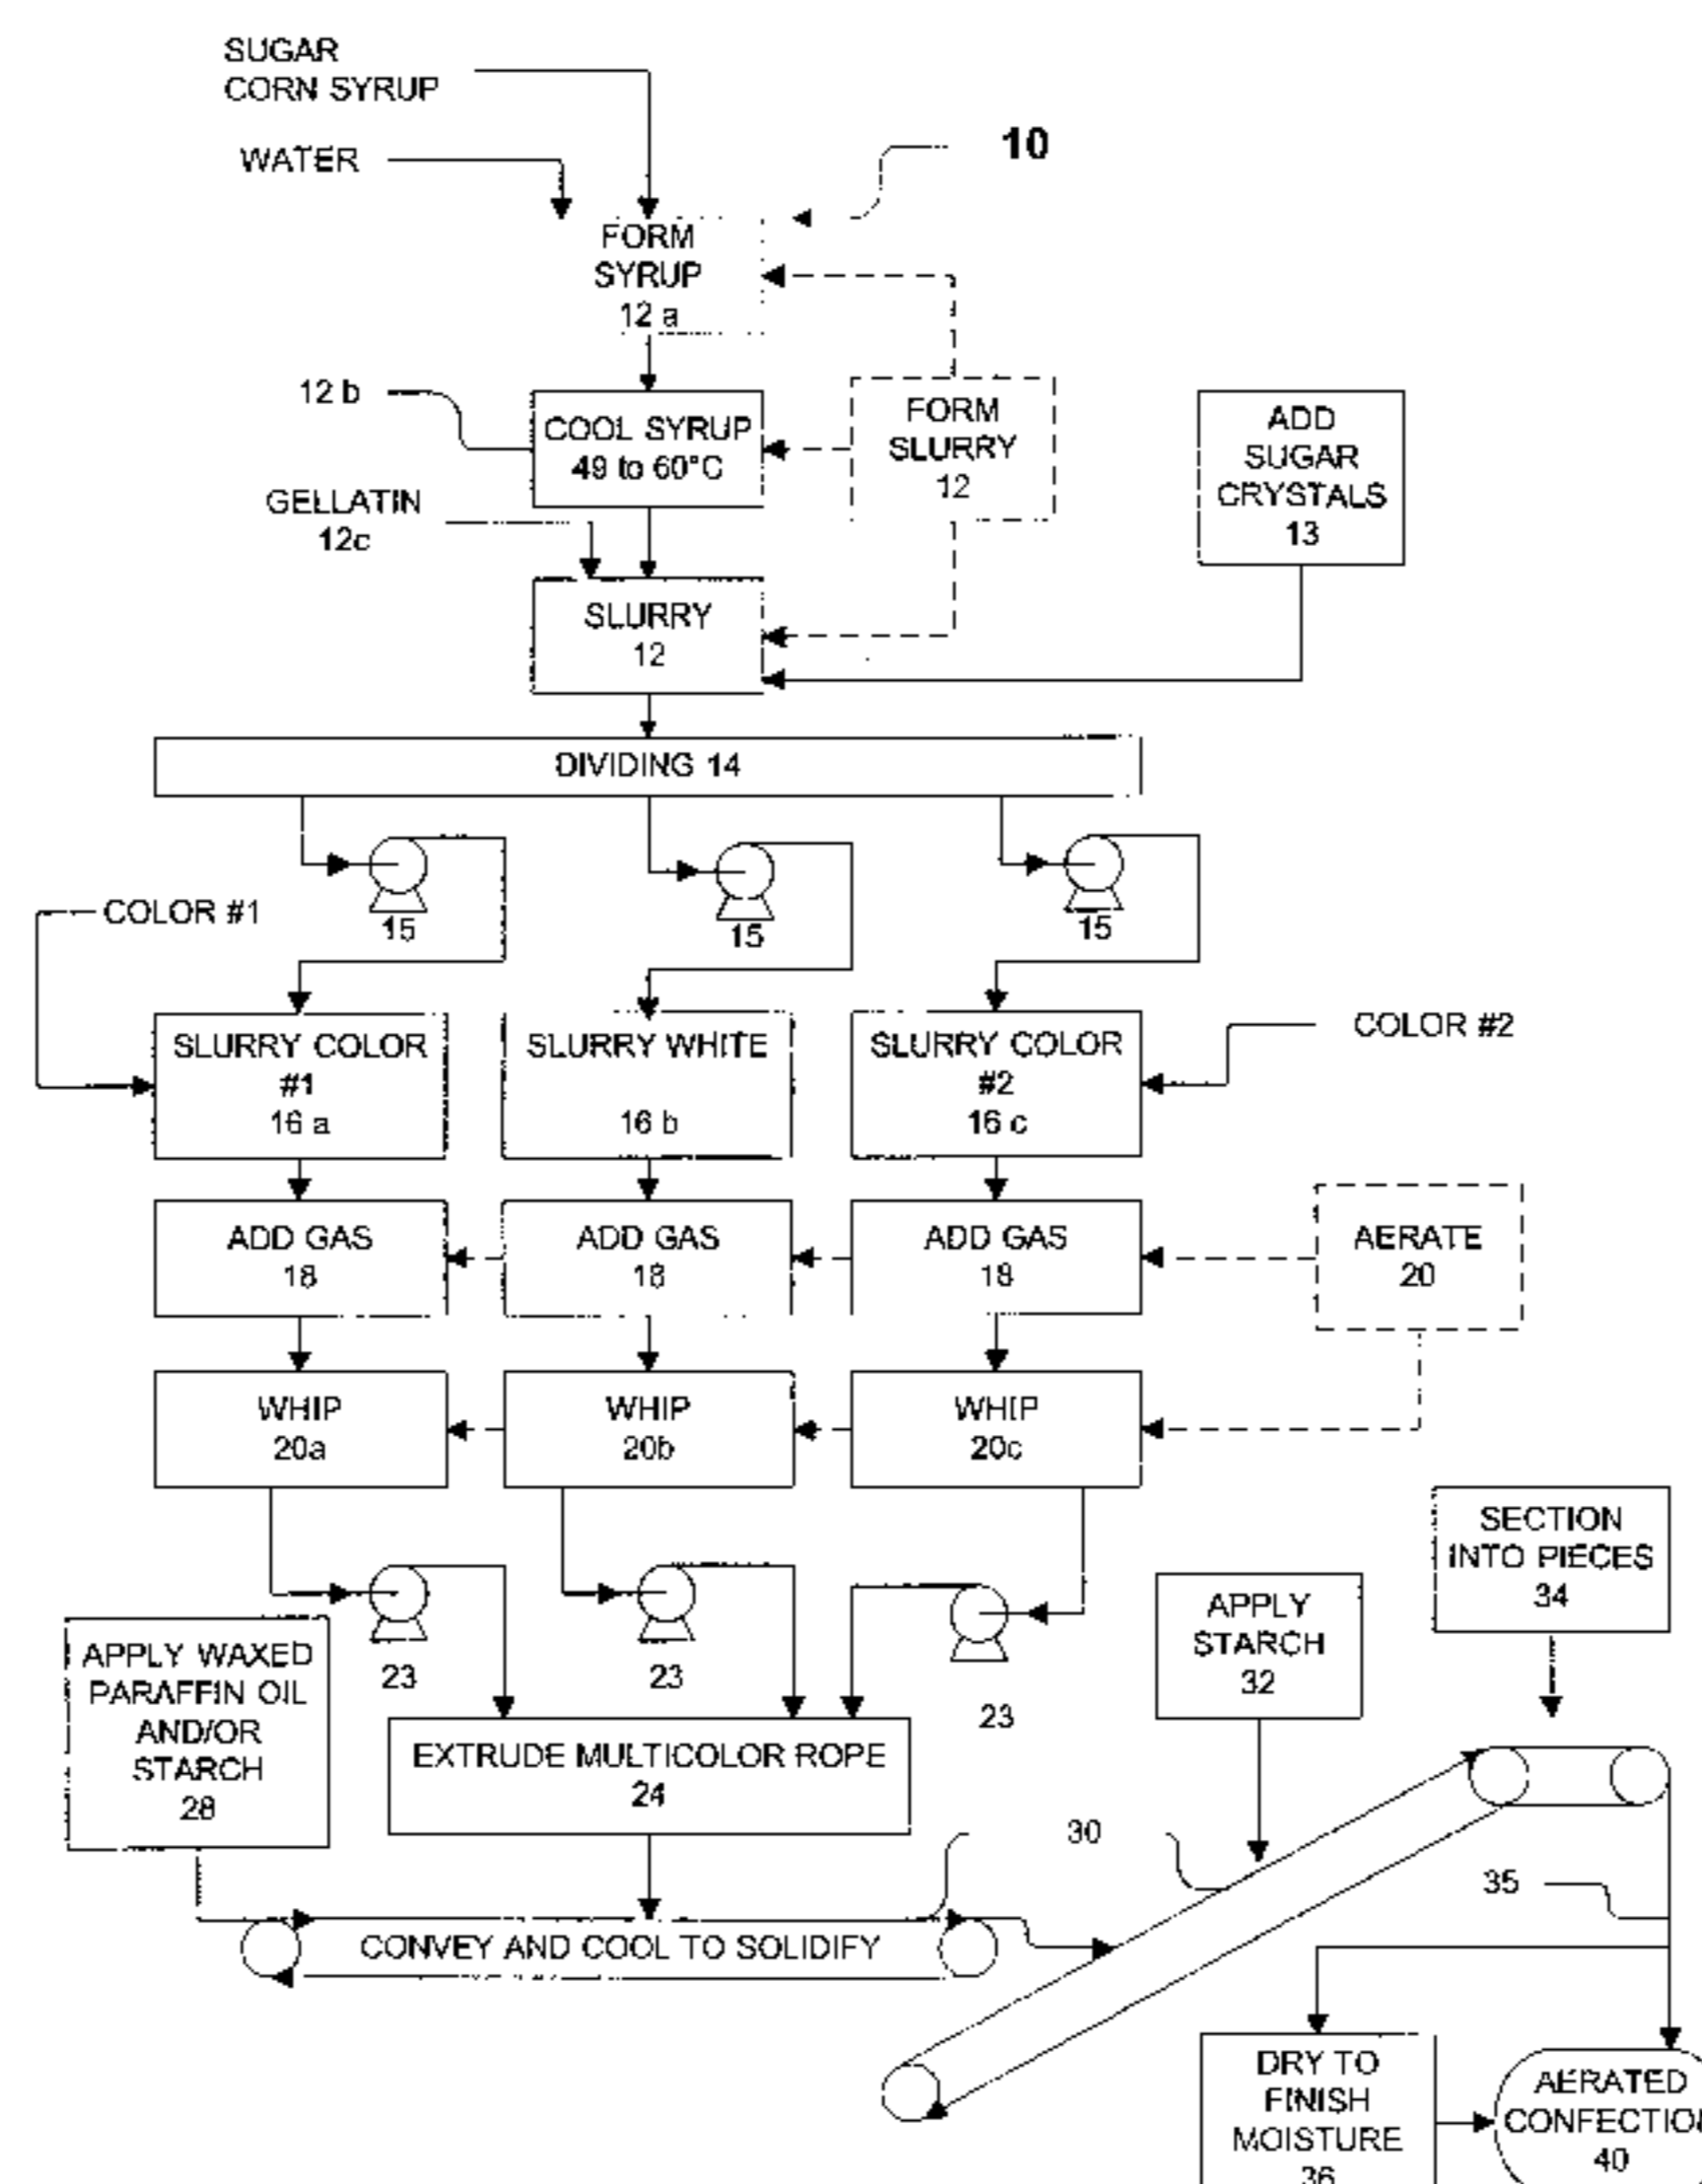 SUGAR
CORN SYRUP
WATER
10
FORM
SYRUP
12 a
12 b
COOL SYRUP
49 to 60°C
FORM
SLURRY
12
ADD
SUGAR
CRYSTALS
13
GELLATIN
12c
SLURRY
12
DIVIDING 14
15
15
15
COLOR #1
SLURRY COLOR
#1
16 a
SLURRY WHITE
16 b
SLURRY COLOR
#2
16 c
COLOR #2
ADD GAS
18
ADD GAS
18
ADD GAS
18
AERATE
20
WHIP
20a
WHIP
20b
WHIP
20c
SECTION
INTO PIECES
34
APPLY
STARCH
32
23
23
23
APPLY WAXED
PARAFFIN OIL
AND/OR
STARCH
28
EXTRUDE MULTICOLOR ROPE
24
30
35
CONVEY AND COOL TO SOLIDIFY
DRY TO
FINISH
MOISTURE
36
AERATED
CONFECTION
40